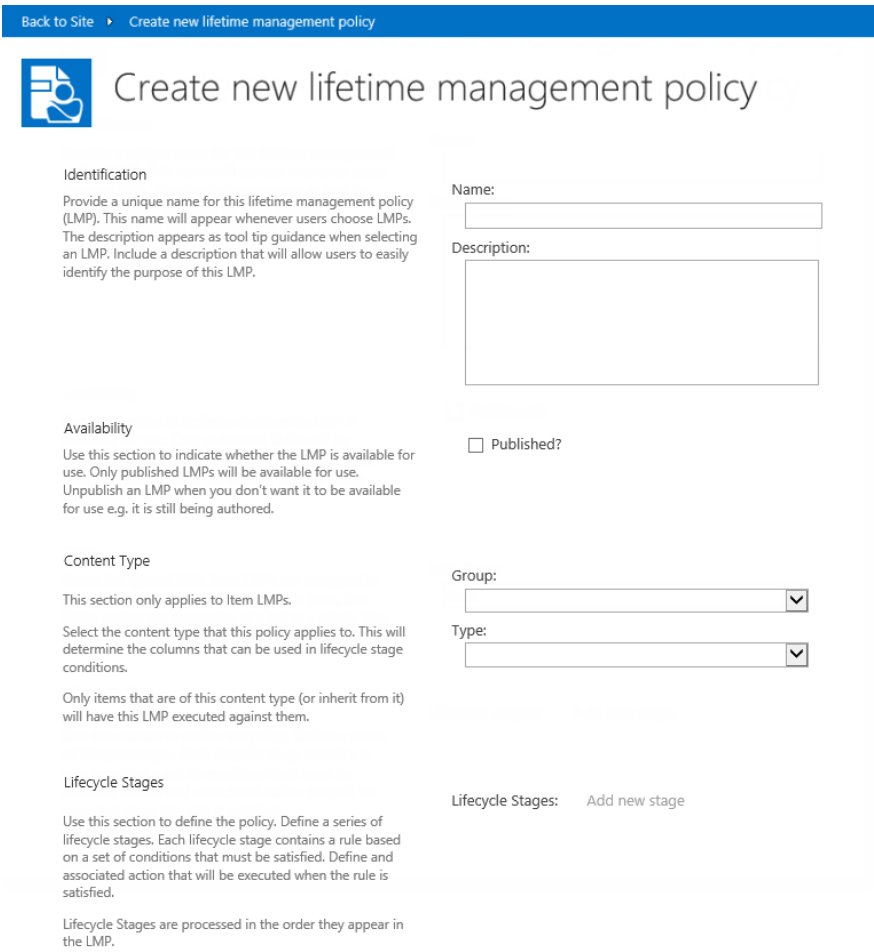 Back to Site ▸ Create new lifetime management policy
Create new lifetime management policy
Identification
Provide a unique name for this lifetime management policy
(LMP). This name will appear whenever users choose LMPs.
The description appears as tool tip guidance when selecting
an LMP. Include a description that will allow users to easily
identify the purpose of this LMP.
Name:
Description:
Availability
Use this section to indicate whether the LMP is available for
use. Only published LMPs will be available for use.
Unpublish an LMP when you don't want it to be available
for use e.g. it is still being authored.
Published?
Content Type
This section only applies to Item LMPs.
Select the content type that this policy applies to. This will
determine the columns that can be used in lifecycle stage
conditions.
Only items that are of this content type (or inherit from it)
will have this LMP executed against them.
Group:
Type:
Lifecycle Stages
Use this section to define the policy. Define a series of
lifecycle stages. Each lifecycle stage contains a rule based
on a set of conditions that must be satisfied. Define and
associated action that will be executed when the rule is
satisfied.
Lifecycle Stages are processed in the order they appear in
the LMP.
Lifecycle Stages: Add new stage